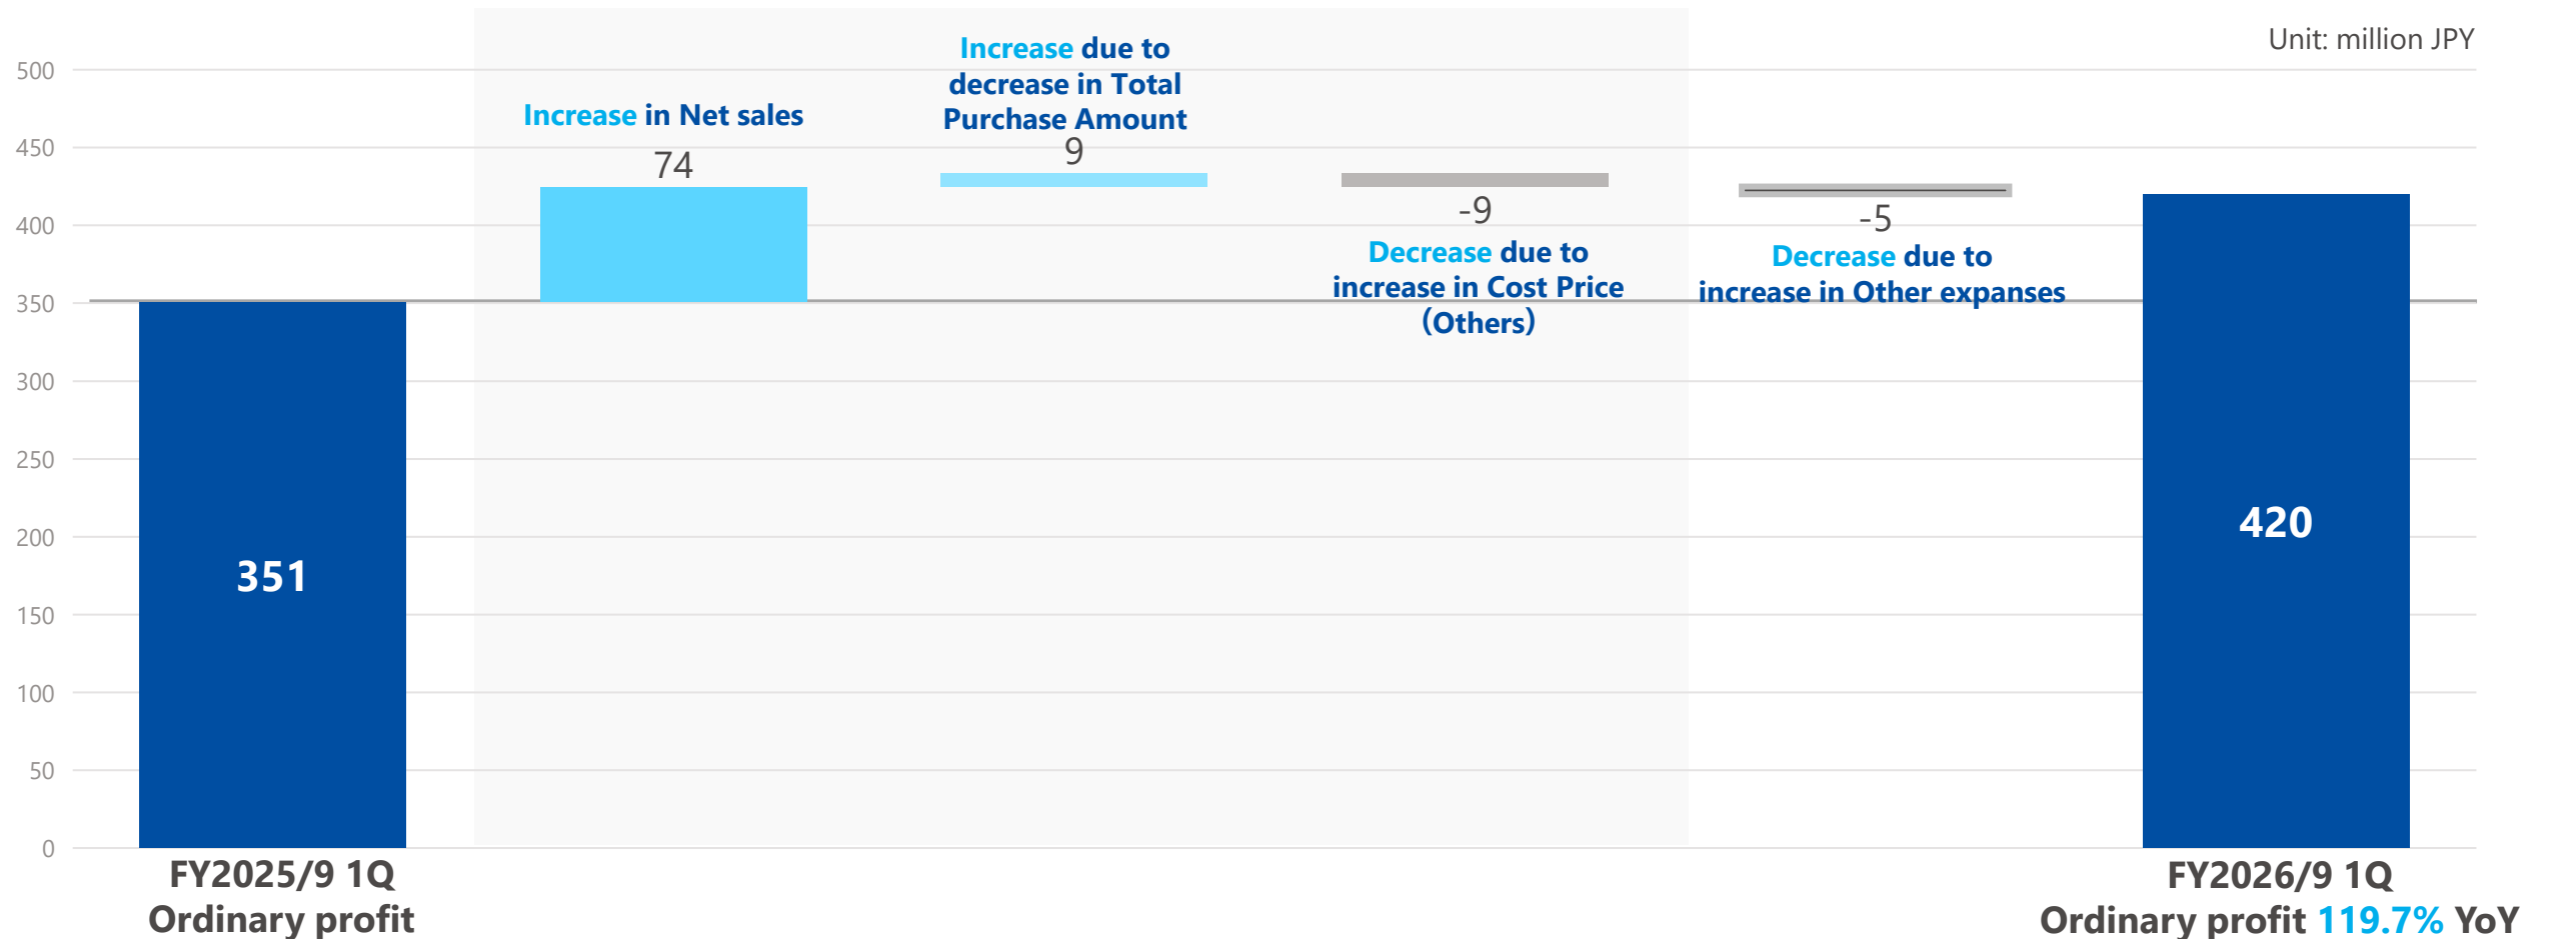 Unit: million JPY
500
450
400
350
300
250
200
150
100
50
0
351
FY2025/9 1Q
Ordinary profit
Increase in Net sales
74
Increase due to
decrease in Total
Purchase Amount
9
-9
Decrease due to
increase in Cost Price
(Others)
-5
Decrease due to
increase in Other expanses
420
FY2026/9 1Q
Ordinary profit 119.7% YoY